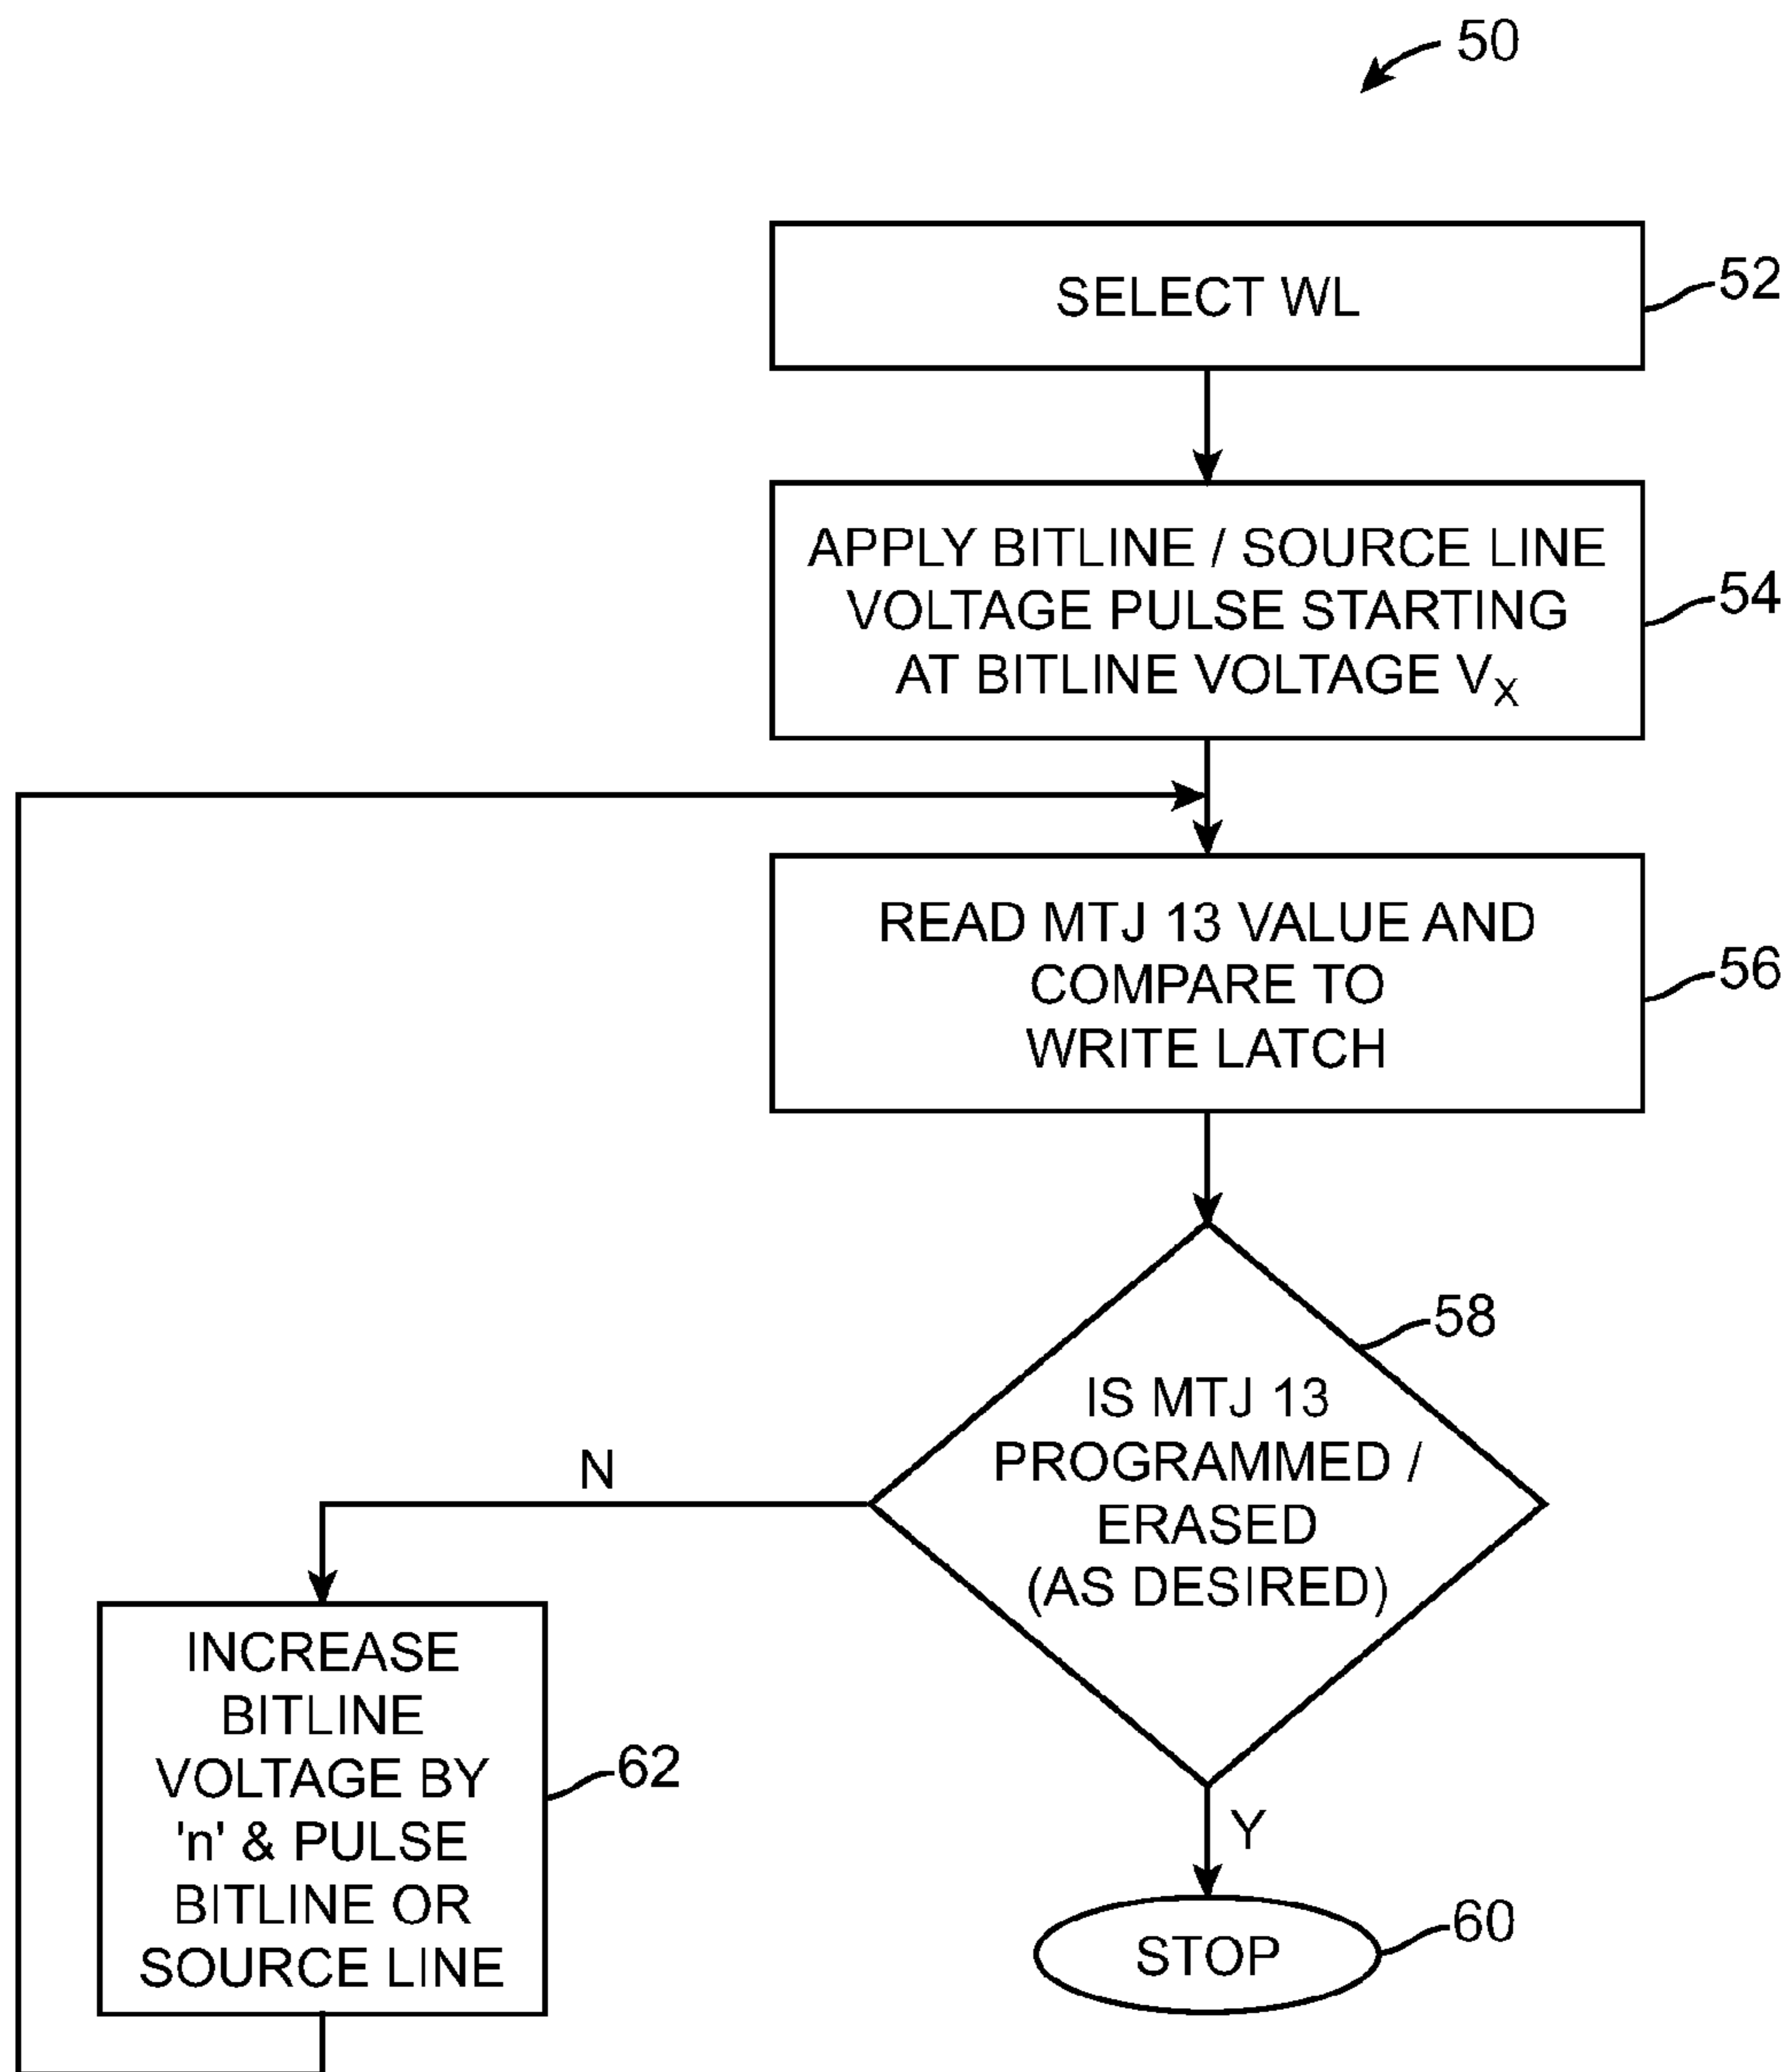 50
SELECT WL
52
APPLY BITLINE / SOURCE LINE
VOLTAGE PULSE STARTING
AT BITLINE VOLTAGE VX
54
READ MTJ 13 VALUE AND
COMPARE TO
WRITE LATCH
56
58
IS MTJ 13
PROGRAMMED /
ERASED
(AS DESIRED)
N
INCREASE
BITLINE
VOLTAGE BY
'n' & PULSE
BITLINE OR
SOURCE LINE
62
Y
STOP
60